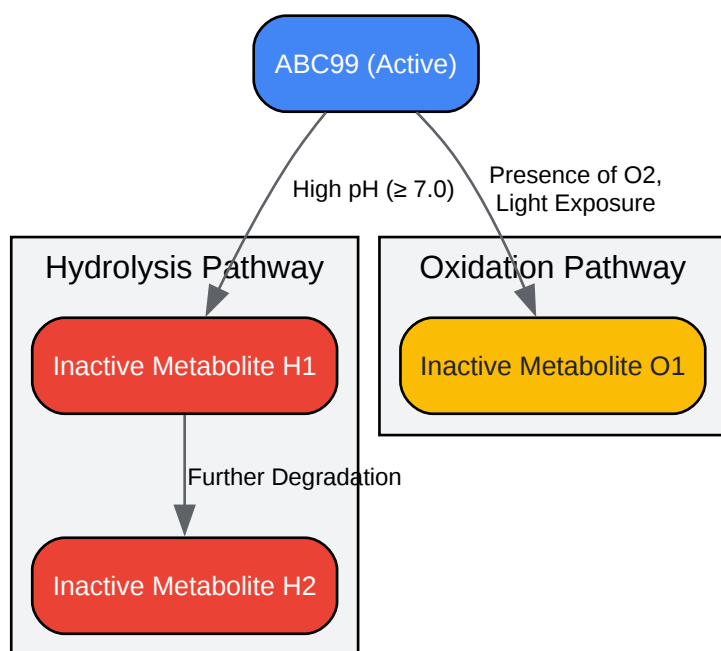 ABC99 (Active)
High pH (≥ 7.0)
Presence of O2,
Light Exposure
Hydrolysis Pathway
Oxidation Pathway
Inactive Metabolite H1
Inactive Metabolite O1
Further Degradation
Inactive Metabolite H2